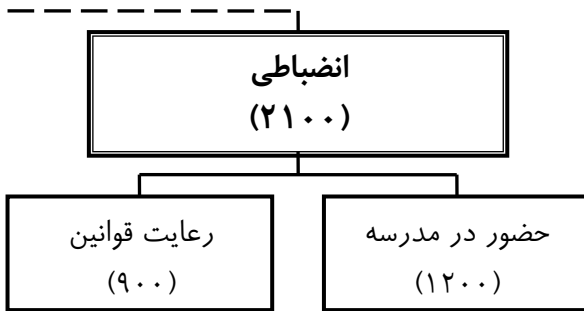 انضباطی
(۲۱۰۰)
حضور در مدرسه
(۱۲۰۰)
رعایت قوانین
(۹۰۰)